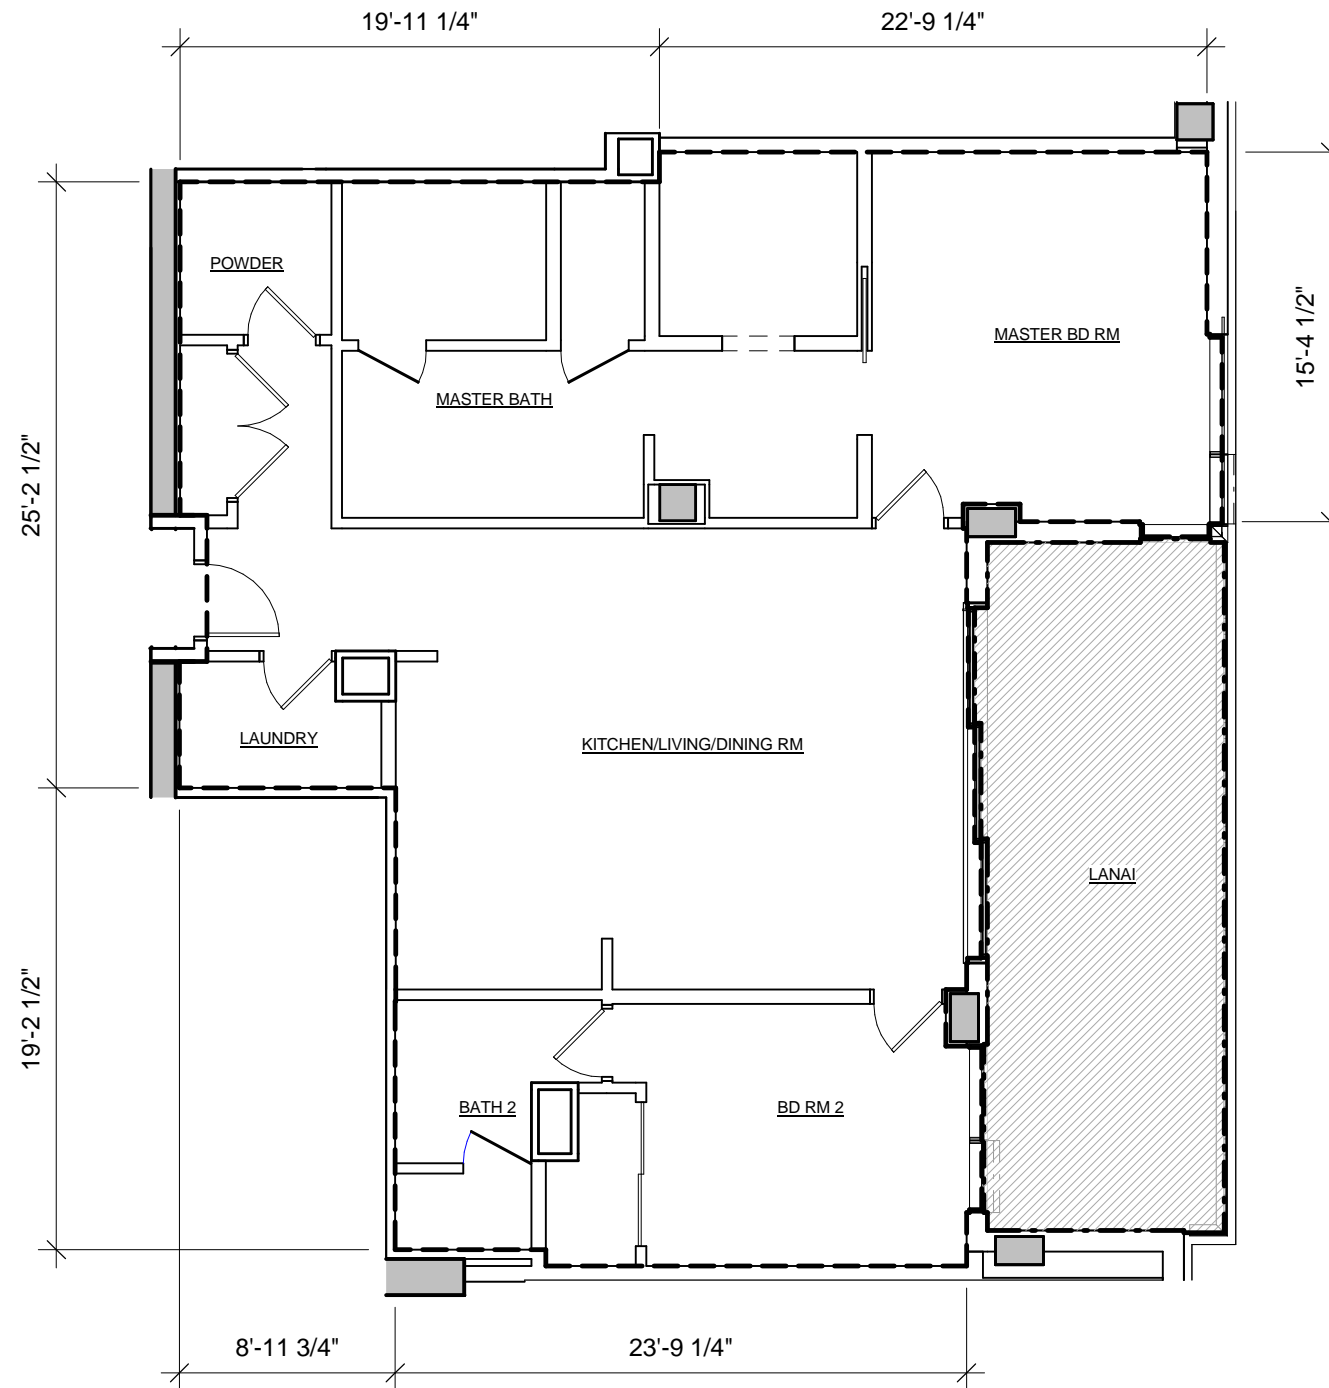 19'-11 1/4"
22'-9 1/4"
POWDER
MASTER BD RM
15'-4 1/2"
MASTER BATH
25'-2 1/2"
LAUNDRY
KITCHEN/LIVING/DINING RM
LANAI
19'-2 1/2"
BATH 2
BD RM 2
8'-11 3/4"
23'-9 1/4"